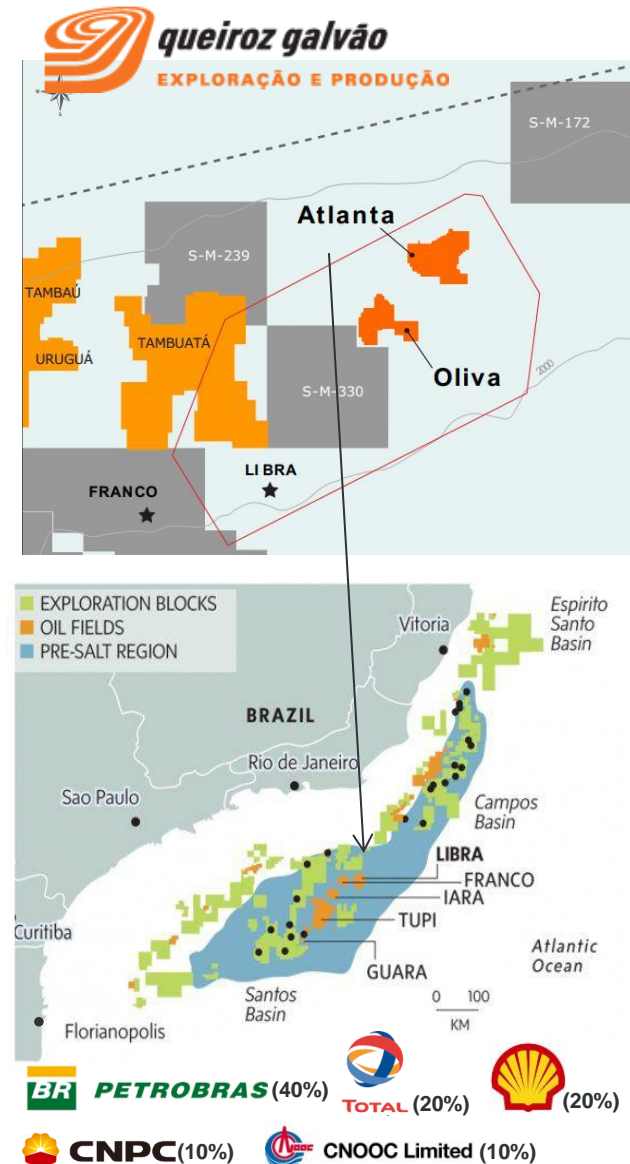 queiroz galvão
EXPLORAÇÃO E PRODUÇÃO
W
S
S-M-172
Atlanta
S-M-239
TAMBAÚ
TAMBUATÁ
URUGUÁ
Oliva
S-M-330
2000
LIBRA
FRANCO
EXPLORATION BLOCKS
OIL FIELDS
PRE-SALT REGION
Vitoria
Espirito
Santo
Basin
BRAZIL
Rio de Janeiro
Sao Paulo
Campos
Basin
LIBRA
FRANCO
IARA
TUPI
Curitiba
GUARA
Atlantic
Ocean
Santos
Basin
0 100
KM
Florianopolis
BR PETROBRAS (40%)
TOTAL (20%)
(20%)
CNPC (10%)
CNOOC CNOOC Limited (10%)